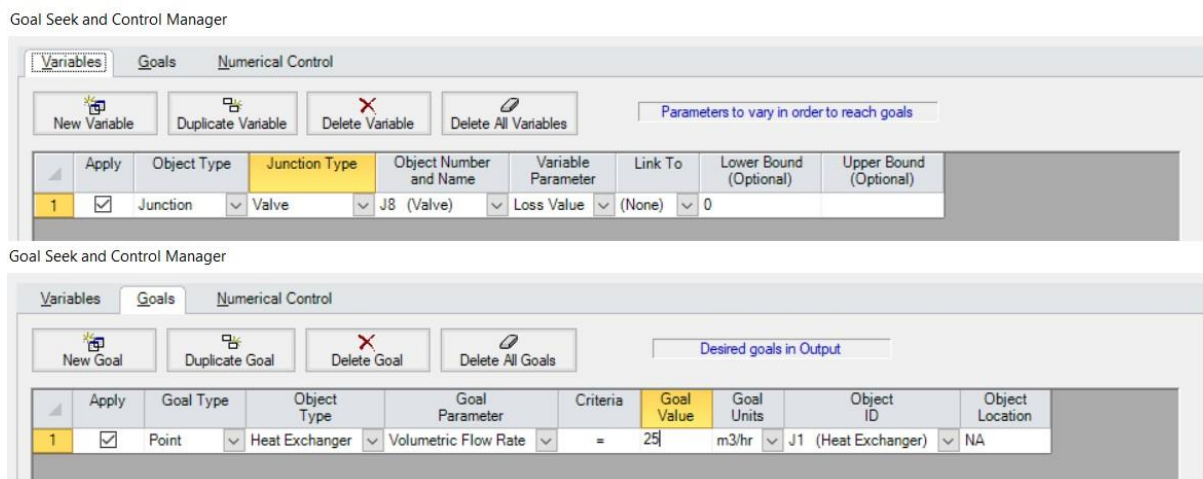 Goal Seek and Control Manager
Variables Goals Numerical Control
New Variable Duplicate Variable Delete Variable Delete All Variables Parameters to vary in order to reach goals
Apply Object Type Junction Type Object Number and Name Variable Parameter Link To Lower Bound (Optional) Upper Bound (Optional)
1 Junction Valve J8 (Valve) Loss Value (None) 0
Goal Seek and Control Manager
Variables Goals Numerical Control
New Goal Duplicate Goal Delete Goal Delete All Goals Desired goals in Output
Apply Goal Type Object Type Goal Parameter Criteria Goal Value Goal Units Object ID Object Location
1 Point Heat Exchanger Volumetric Flow Rate = 25 m3/hr J1 (Heat Exchanger) NA